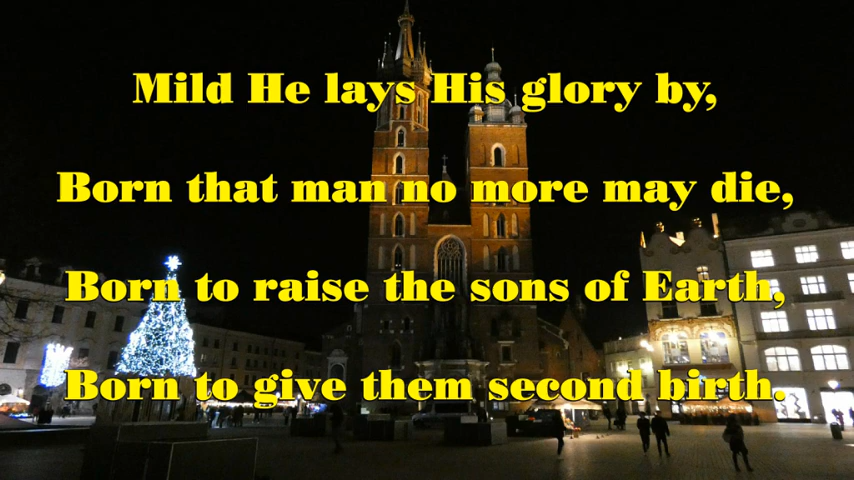 Mild He lays His glory by,
Born that man no more may die,
Born to raise the sons of Earth,
Born to give them second birth.